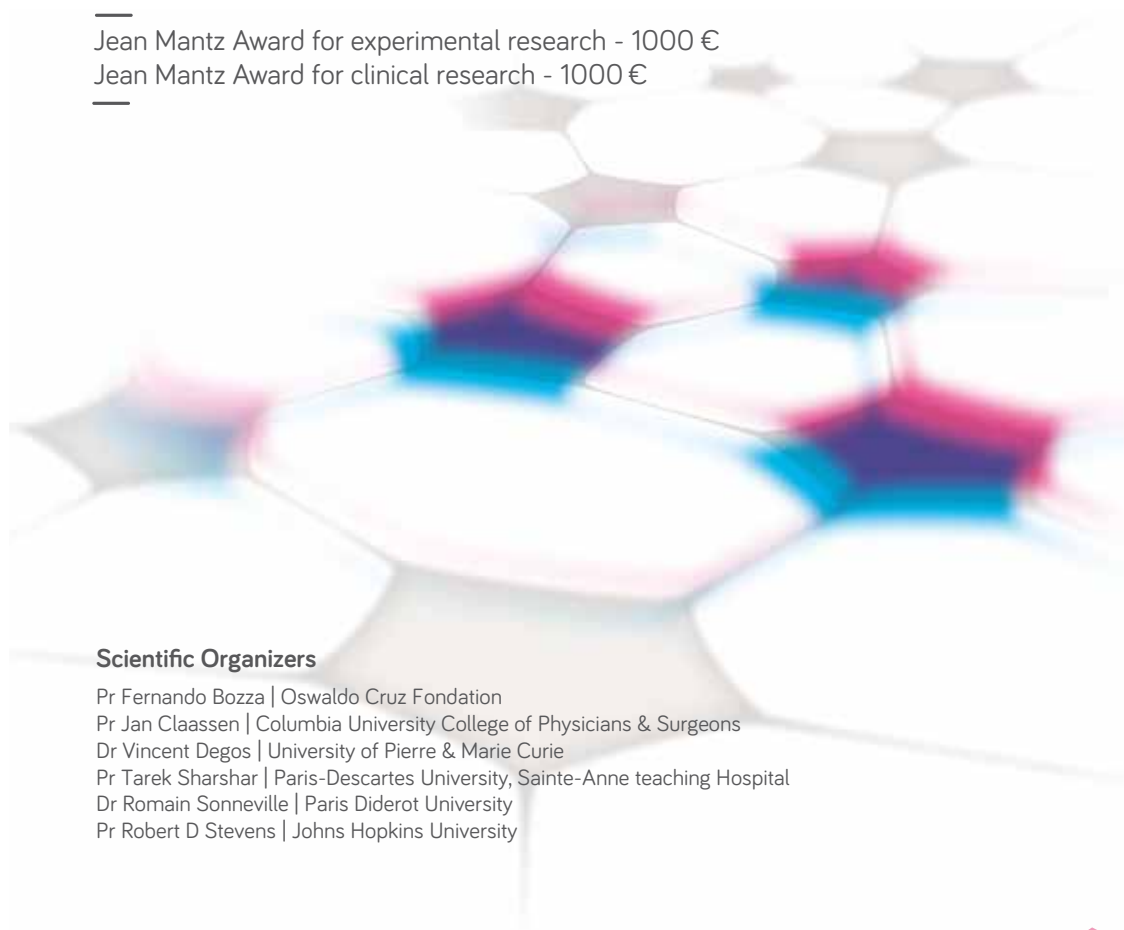 Jean Mantz Award for experimental research - 1000 €
Jean Mantz Award for clinical research - 1000 €
Scientific Organizers
Pr Fernando Bozza | Oswaldo Cruz Fondation
Pr Jan Claassen | Columbia University College of Physicians & Surgeons
Dr Vincent Degos | University of Pierre & Marie Curie
Pr Tarek Sharshar | Paris-Descartes University, Sainte-Anne teaching Hospital
Dr Romain Sonneville | Paris Diderot University
Pr Robert D Stevens | Johns Hopkins University